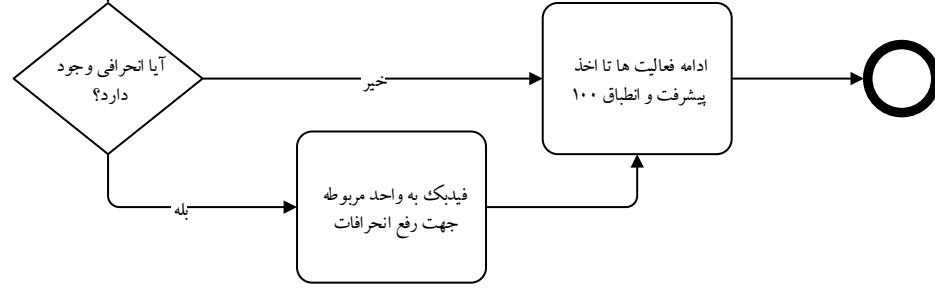 آیا انحرافی وجود
دارد؟
خیر
ادامه فعالیت ها تا اخذ
پیشرفت و انطباق ۱۰۰
بله
فیدبک به واحد مربوطه
جهت رفع انحرافات